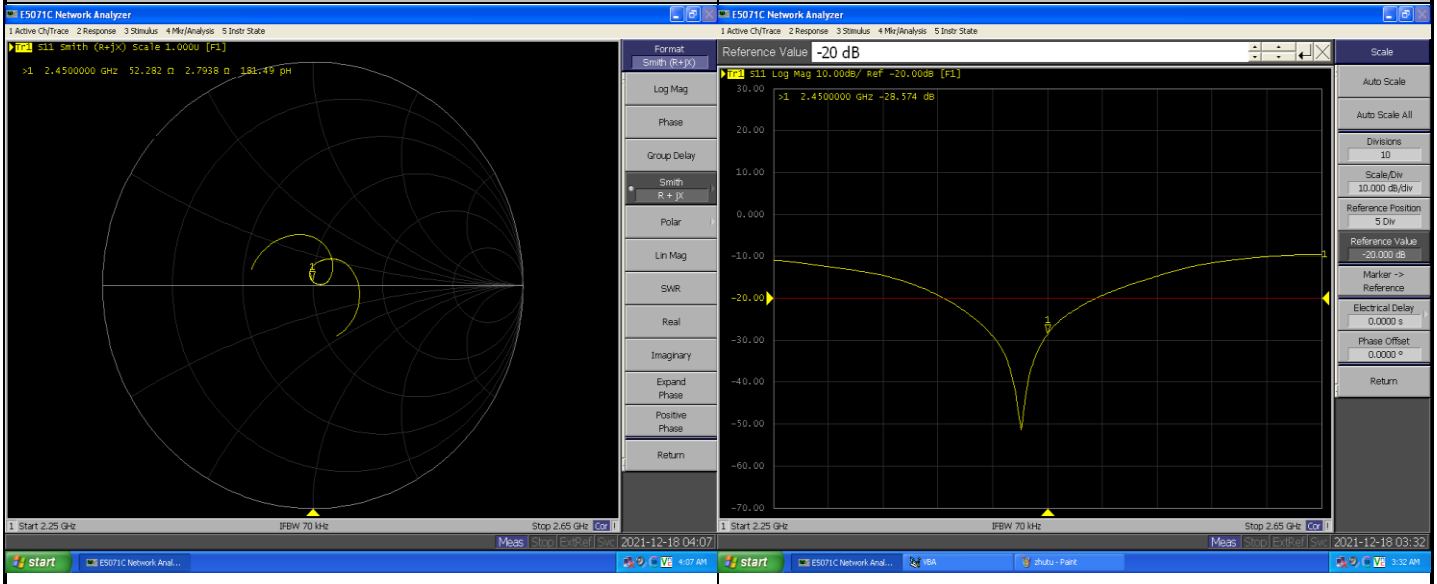 E5071C Network Analyzer
1 Active Ch/Trace 2 Response 3 Stimulus 4 Mkr/Analysis 5 Instr State
Tr1 S11 Smith (R+jX) Scale 1.000U [F1]
>1 2.4500000 GHz 52.282 Ω 2.7938 Ω 181.49 pH
1
Format
Smith (R+jX)
Log Mag
Phase
Group Delay
Smith
R + jX
Polar
Lin Mag
SWR
Real
Imaginary
Expand
Phase
Positive
Phase
Return
1 Start 2.25 GHz IFBW 70 kHz Stop 2.65 GHz Cor
Meas Stop ExtRef Svc 2021-12-18 04:07
start E5071C Network Anal... 4:07 AM
E5071C Network Analyzer
1 Active Ch/Trace 2 Response 3 Stimulus 4 Mkr/Analysis 5 Instr State
Reference Value -20 dB
Tr1 S11 Log Mag 10.00dB/ Ref -20.00dB [F1]
>1 2.4500000 GHz -28.574 dB
30.00
20.00
10.00
0.000
-10.00
-20.00
-30.00
-40.00
-50.00
-60.00
-70.00
1
1
Scale
Auto Scale
Auto Scale All
Divisions
10
Scale/Div
10.000 dB/div
Reference Position
5 Div
Reference Value
-20.000 dB
Marker ->
Reference
Electrical Delay
0.0000 s
Phase Offset
0.0000 °
Return
1 Start 2.25 GHz IFBW 70 kHz Stop 2.65 GHz Cor
Meas Stop ExtRef Svc 2021-12-18 03:32
start E5071C Network Anal... VBA zhutu - Paint 3:32 AM